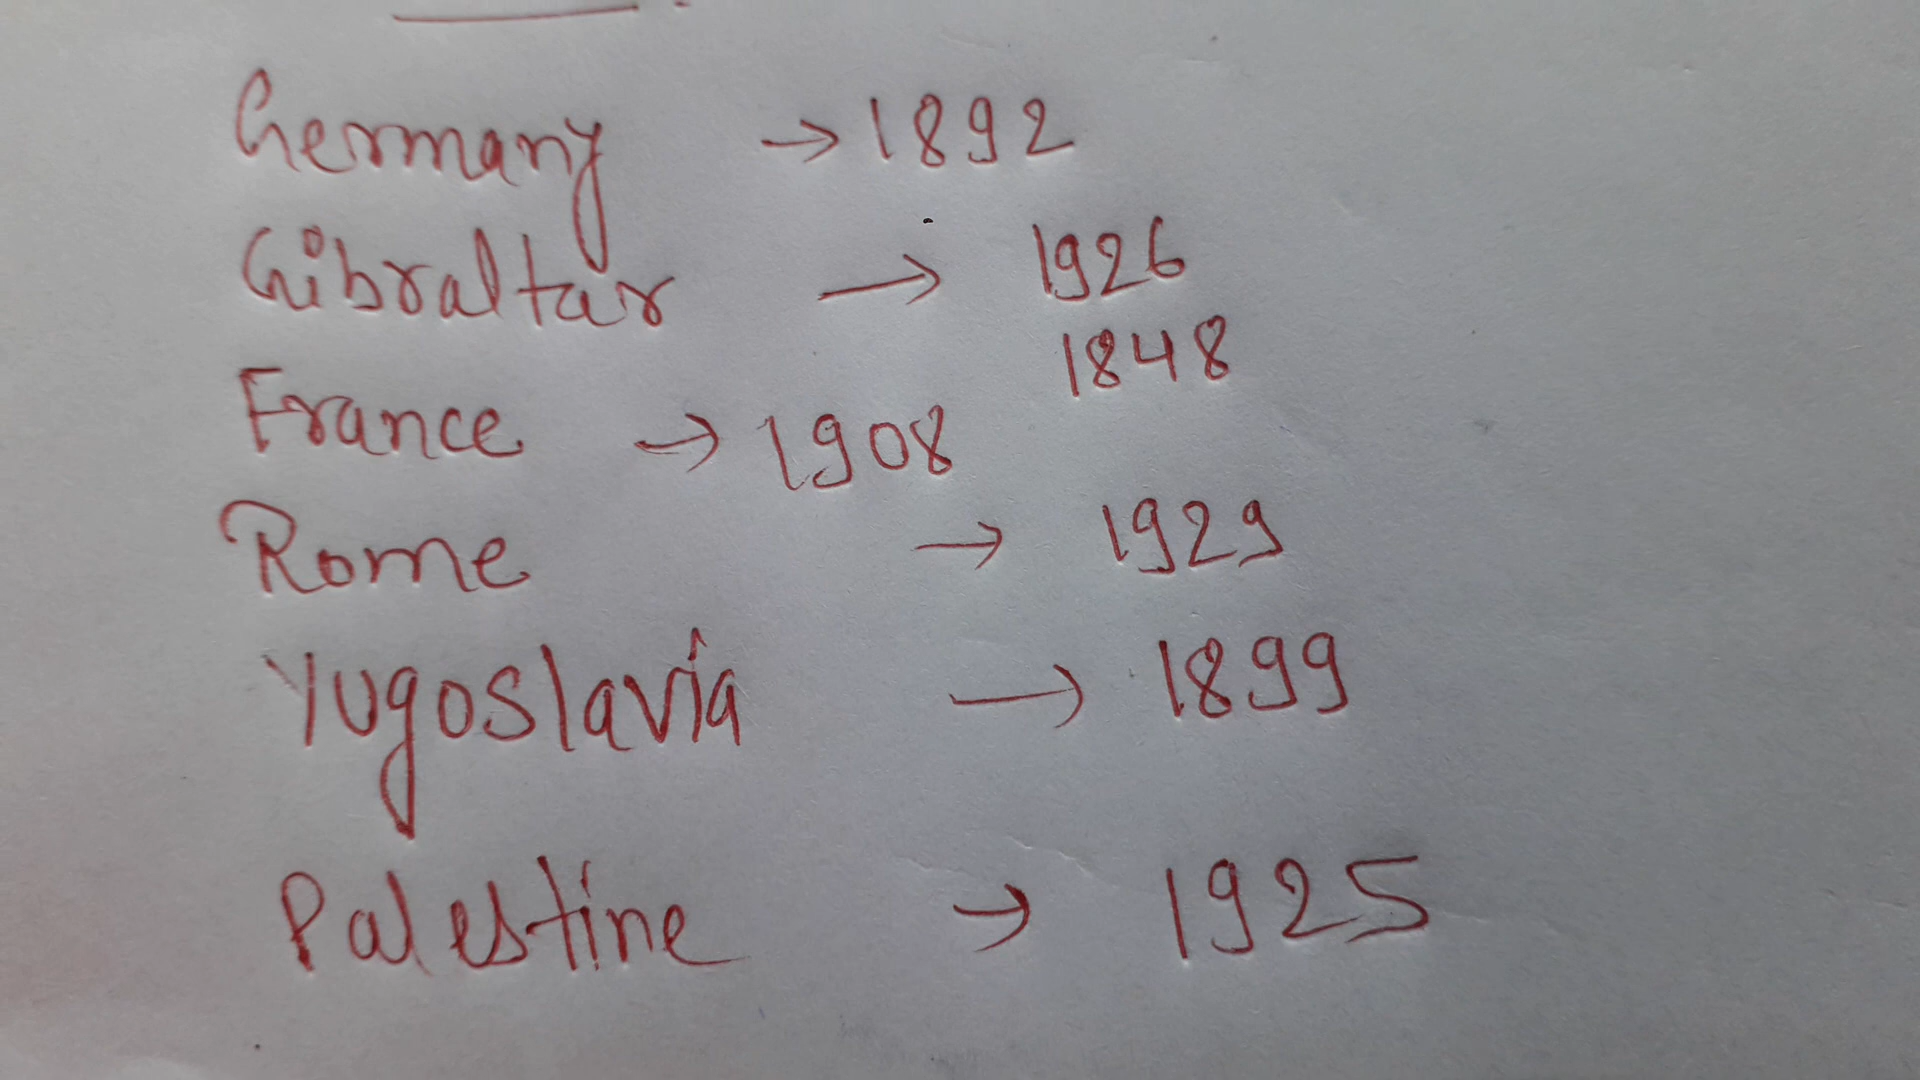 Germany → 1892
Gibraltar → 1926
1848
France → 1908
Rome → 1929
Yugoslavia → 1899
Palestine → 1925